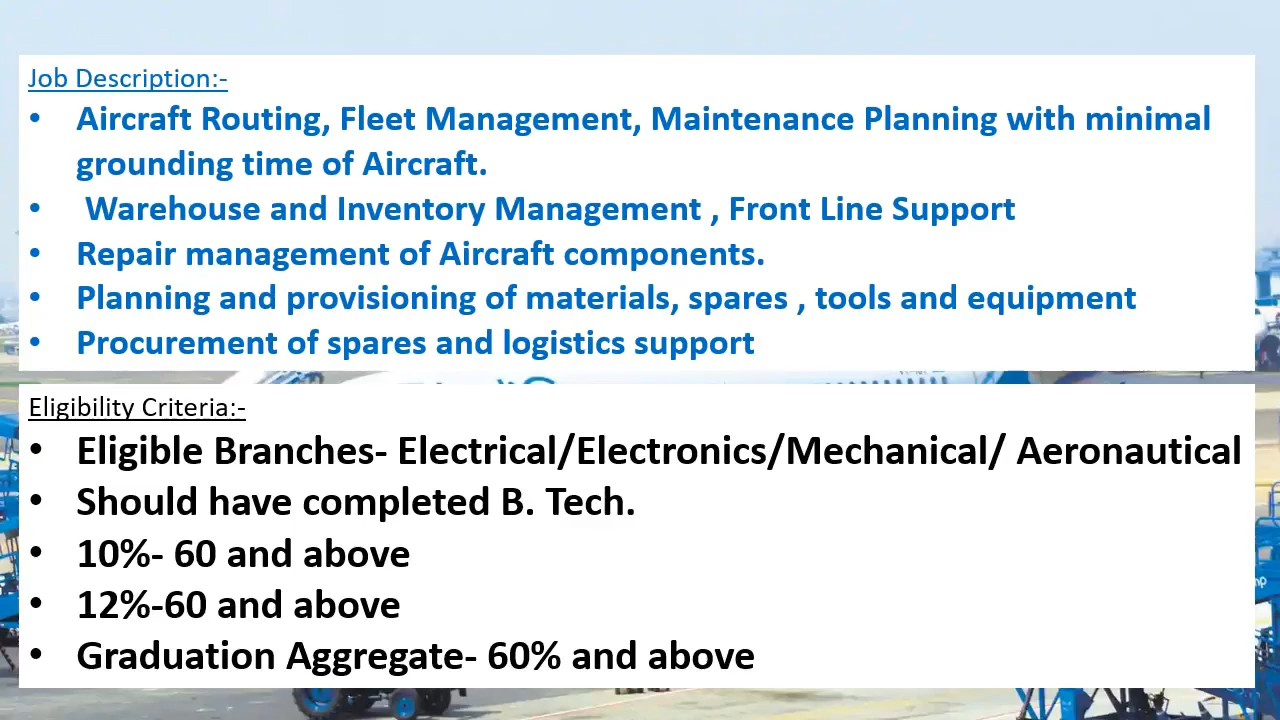 Job Description:-
• Aircraft Routing, Fleet Management, Maintenance Planning with minimal
grounding time of Aircraft.
• Warehouse and Inventory Management , Front Line Support
• Repair management of Aircraft components.
• Planning and provisioning of materials, spares , tools and equipment
• Procurement of spares and logistics support
Eligibility Criteria:-
• Eligible Branches- Electrical/Electronics/Mechanical/ Aeronautical
• Should have completed B. Tech.
• 10%- 60 and above
• 12%-60 and above
• Graduation Aggregate- 60% and above